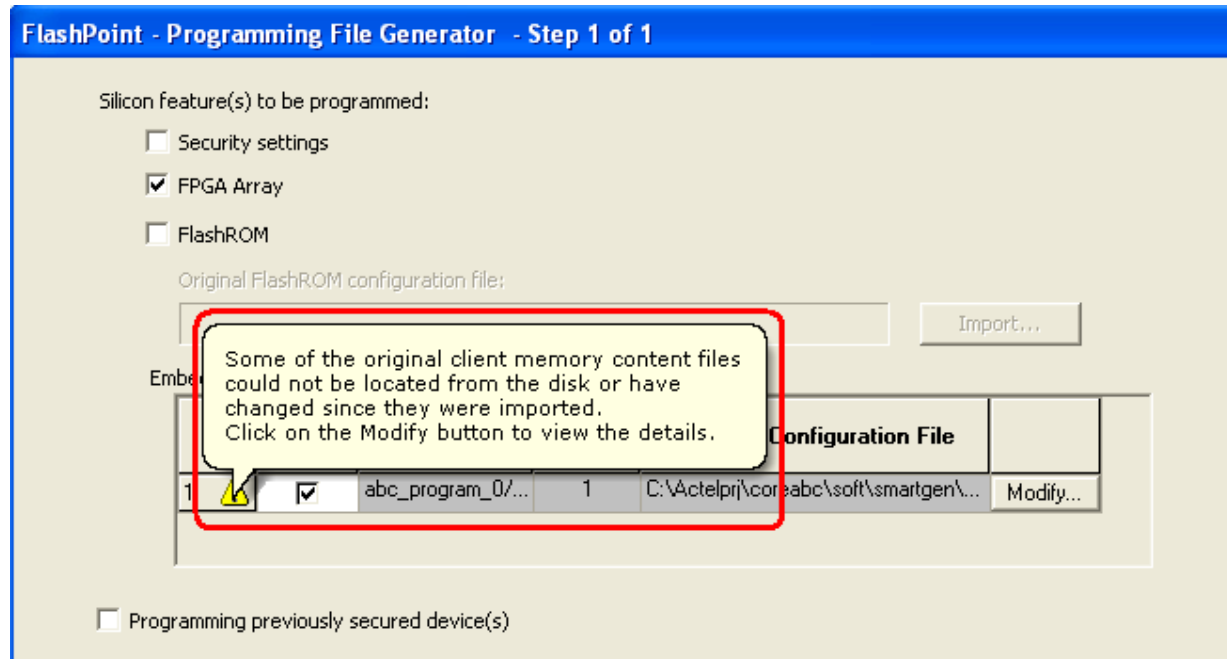 FlashPoint - Programming File Generator - Step 1 of 1
Silicon feature(s) to be programmed:
Security settings
FPGA Array
FlashROM
Original FlashROM configuration file:
Import...
Some of the original client memory content files
could not be located from the disk or have
changed since they were imported.
Click on the Modify button to view the details.
Configuration File
1 abc_program_0/... 1 C:\Actelprj\coreabc\soft\smartgen\... Modify...
Programming previously secured device(s)